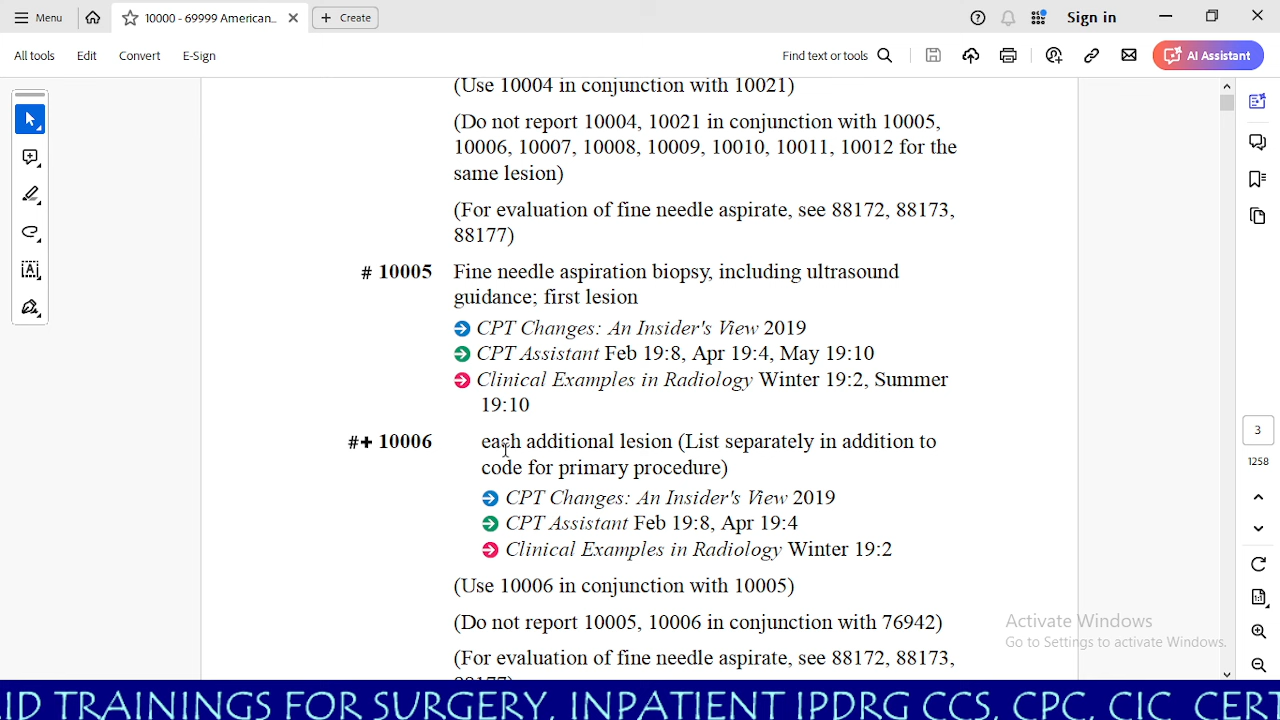 Menu
10000 - 69999 American...
Create
Sign in
All tools
Edit
Convert
E-Sign
Find text or tools
AI Assistant
(Use 10004 in conjunction with 10021)
(Do not report 10004, 10021 in conjunction with 10005,
10006, 10007, 10008, 10009, 10010, 10011, 10012 for the
same lesion)
(For evaluation of fine needle aspirate, see 88172, 88173,
88177)
# 10005 Fine needle aspiration biopsy, including ultrasound
guidance; first lesion
CPT Changes: An Insider's View 2019
CPT Assistant Feb 19:8, Apr 19:4, May 19:10
Clinical Examples in Radiology Winter 19:2, Summer
19:10
#+ 10006 each additional lesion (List separately in addition to
code for primary procedure)
CPT Changes: An Insider's View 2019
CPT Assistant Feb 19:8, Apr 19:4
Clinical Examples in Radiology Winter 19:2
(Use 10006 in conjunction with 10005)
(Do not report 10005, 10006 in conjunction with 76942)
(For evaluation of fine needle aspirate, see 88172, 88173,
88177)
3
1258
Activate Windows
Go to Settings to activate Windows.
ID TRAININGS FOR SURGERY, INPATIENT IPDRG CCS, CPC, CIC, CERT